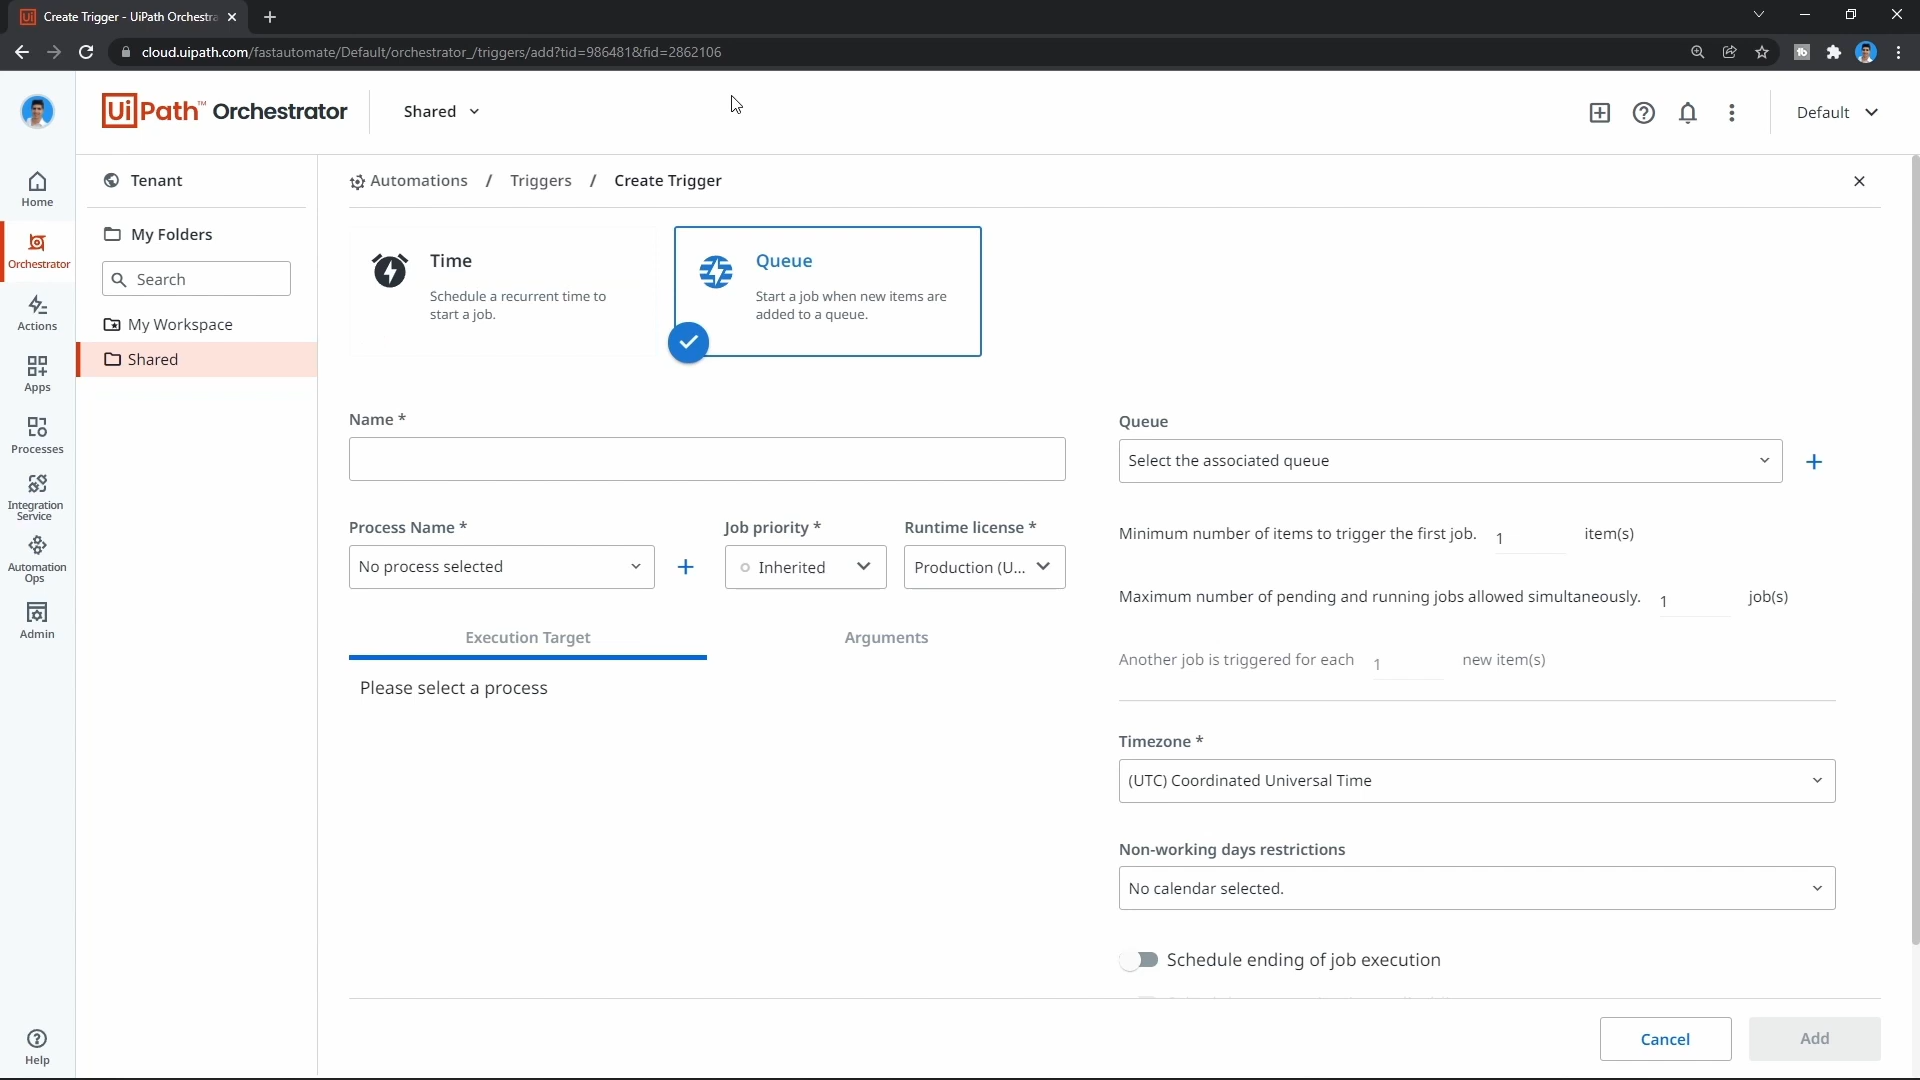 Create Trigger - UiPath Orchestra
cloud.uipath.com/fastautomate/Default/orchestrator_/triggers/add?tid=986481&fid=2862106
UiPath™ Orchestrator
Shared
Default
Tenant
Automations / Triggers / Create Trigger
Home
My Folders
Orchestrator
Search
Time
Schedule a recurrent time to
start a job.
Queue
Start a job when new items are
added to a queue.
Actions
My Workspace
Shared
Apps
Processes
Integration
Service
Automation
Ops
Admin
Help
Name *
Process Name *
No process selected
Job priority *
Inherited
Runtime license *
Production (U...
Execution Target
Arguments
Please select a process
Queue
Select the associated queue
Minimum number of items to trigger the first job. 1 item(s)
Maximum number of pending and running jobs allowed simultaneously. 1 job(s)
Another job is triggered for each 1 new item(s)
Timezone *
(UTC) Coordinated Universal Time
Non-working days restrictions
No calendar selected.
Schedule ending of job execution
Cancel
Add